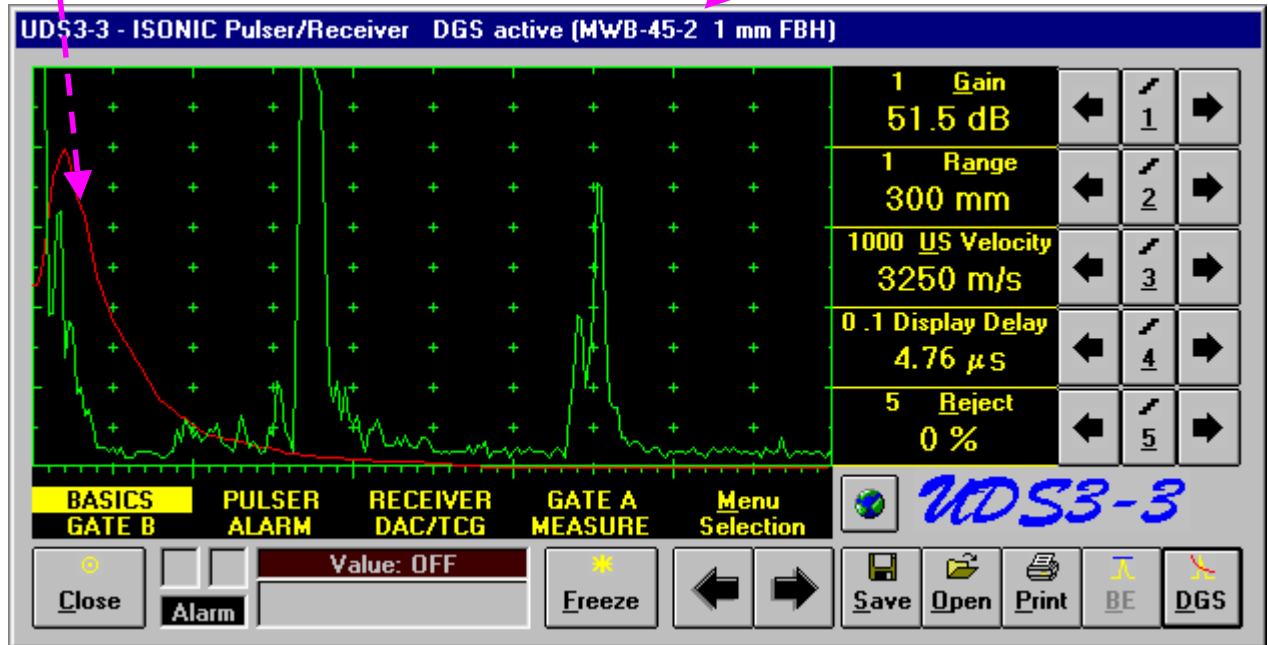 UDS3-3 - ISONIC Pulser/Receiver DGS active (MWB-45-2 1 mm FBH)
1 Gain
51.5 dB
1
1 Range
300 mm
2
1000 US Velocity
3250 m/s
3
0 .1 Display Delay
4.76 µs
4
5 Reject
0 %
5
BASICS PULSER RECEIVER GATE A Menu
GATE B ALARM DAC/TCG MEASURE Selection
UDS3-3
Close
Alarm
Value: OFF
Freeze
Save Open Print BE DGS